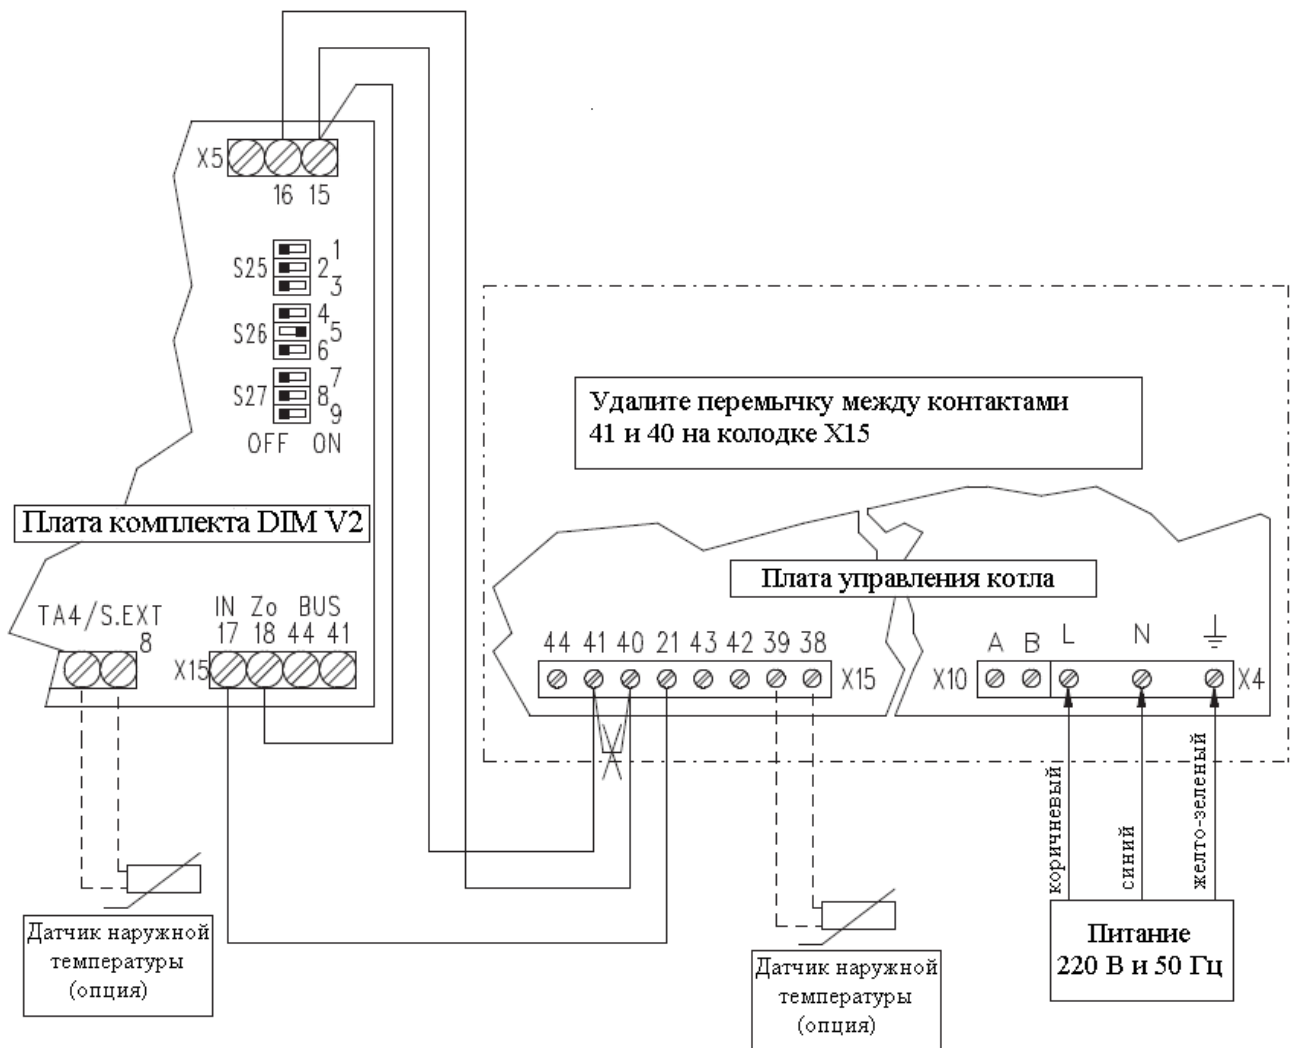 X5
16 15
S25
1
2
3
S26
4
5
6
S27
7
8
9
OFF ON
Удалите перемычку между контактами
41 и 40 на колодке X15
Плата комплекта DIM V2
Плата управления котла
TA4/S.EXT
8
IN Zo BUS
17 18 44 41
X15
44 41 40 21 43 42 39 38
X15
A B L N
X10
X4
коричневый
синий
желто-зеленый
Датчик наружной
температуры
(опция)
Датчик наружной
температуры
(опция)
Питание
220 В и 50 Гц